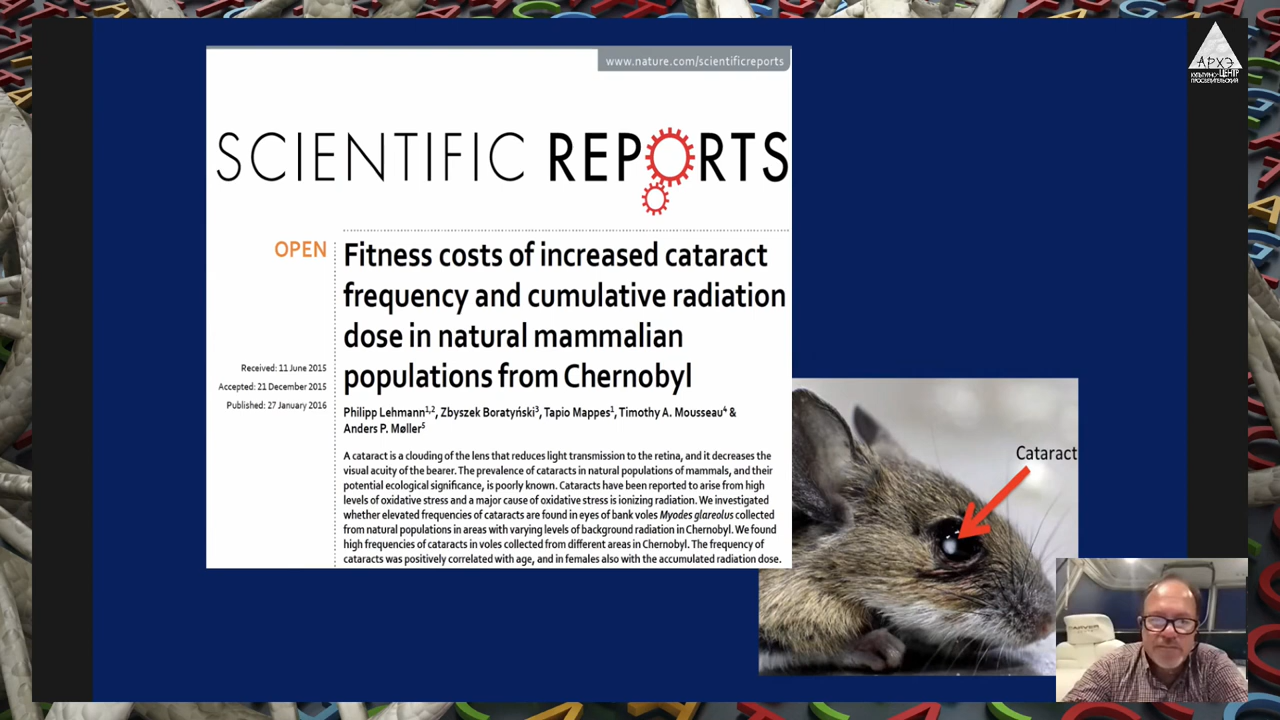 www.nature.com/scientificreports
SCIENTIFIC REPORTS
OPEN
Fitness costs of increased cataract
frequency and cumulative radiation
dose in natural mammalian
populations from Chernobyl
Received: 11 June 2015
Accepted: 21 December 2015
Published: 27 January 2016
Philipp Lehmann1,2, Zbyszek Boratyński3, Tapio Mappes1, Timothy A. Mousseau4 &
Anders P. Møller5
A cataract is a clouding of the lens that reduces light transmission to the retina, and it decreases the
visual acuity of the bearer. The prevalence of cataracts in natural populations of mammals, and their
potential ecological significance, is poorly known. Cataracts have been reported to arise from high
levels of oxidative stress and a major cause of oxidative stress is ionizing radiation. We investigated
whether elevated frequencies of cataracts are found in eyes of bank voles Myodes glareolus collected
from natural populations in areas with varying levels of background radiation in Chernobyl. We found
high frequencies of cataracts in voles collected from different areas in Chernobyl. The frequency of
cataracts was positively correlated with age, and in females also with the accumulated radiation dose.
Cataract
АРХЭ
КУЛЬТУРНО-ЦЕНТР
ПРОСВЕТИТЕЛЬСКИЙ
CARVER